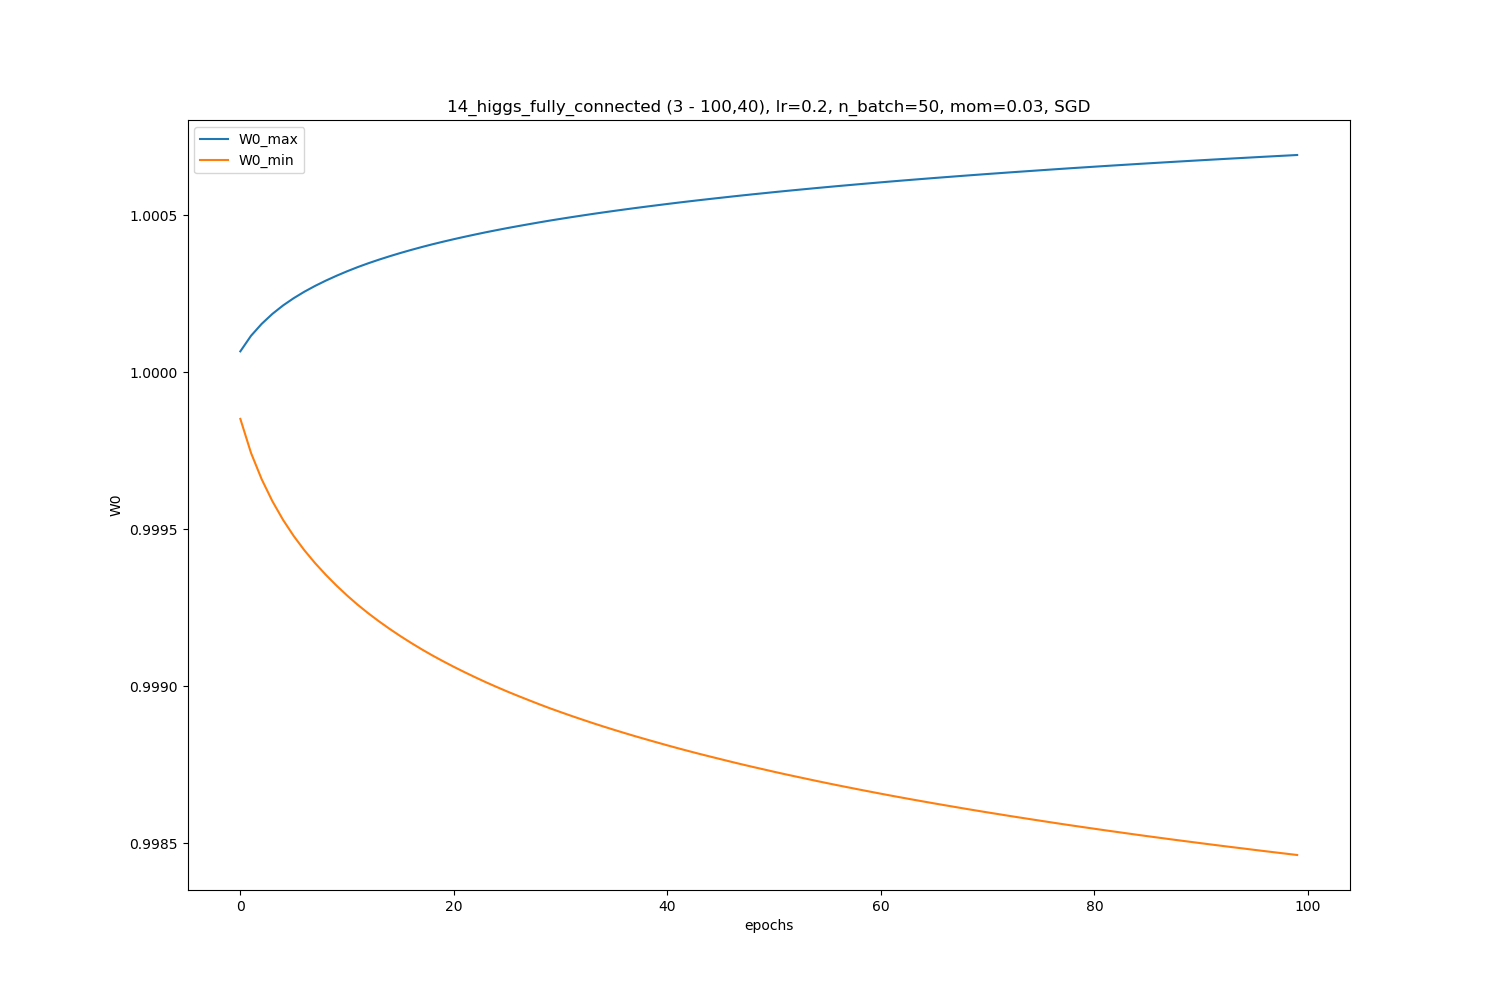 14_higgs_fully_connected (3 - 100,40), lr=0.2, n_batch=50, mom=0.03, SGD
W0_max
W0_min
1.0005
1.0000
0.9995
0.9990
0.9985
W0
0 20 40 60 80 100
epochs